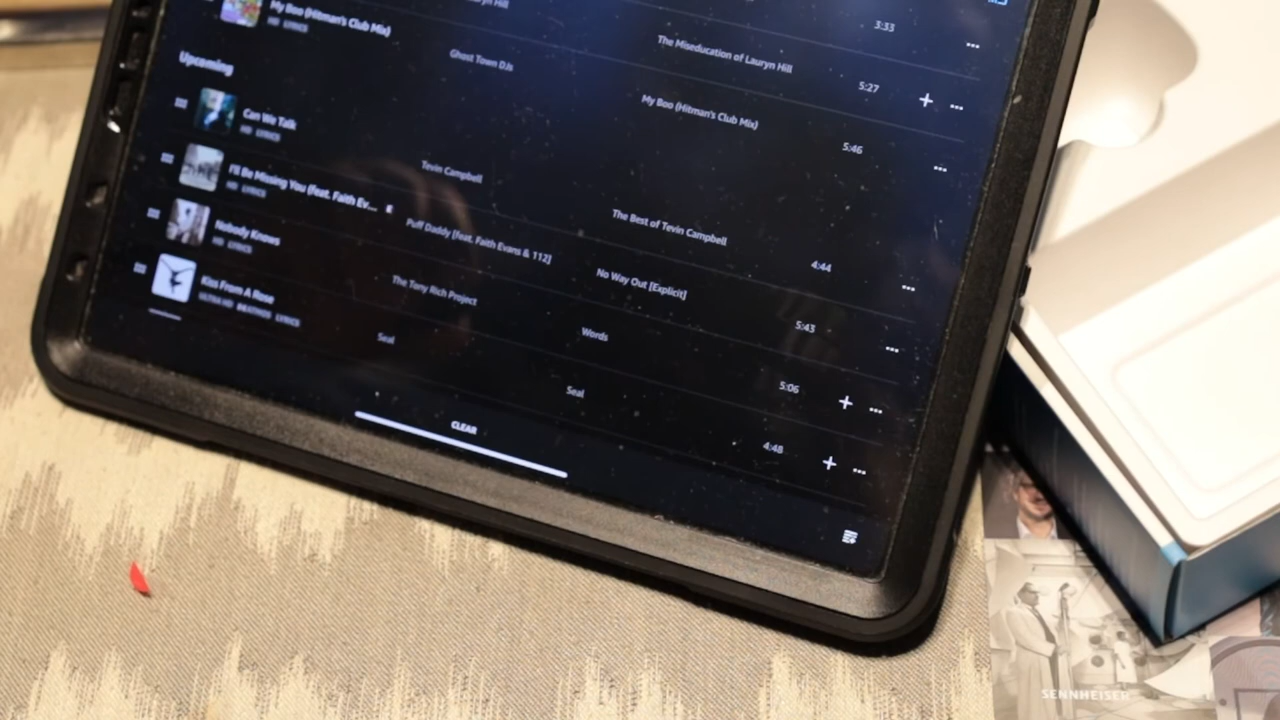 3:33
The Miseducation of Lauryn Hill
5:27
My Boo (Hitman's Club Mix)
HD LYRICS
Ghost Town DJs
My Boo (Hitman's Club Mix)
5:46
Upcoming
Can We Talk
HD LYRICS
Tevin Campbell
The Best of Tevin Campbell
4:44
I'll Be Missing You (feat. Faith Ev...
HD LYRICS
Puff Daddy [feat. Faith Evans & 112]
No Way Out [Explicit]
5:43
Nobody Knows
HD LYRICS
The Tony Rich Project
Words
5:06
Kiss From A Rose
ULTRA HD LYRICS
Seal
Seal
4:48
CLEAR
SENNHEISER